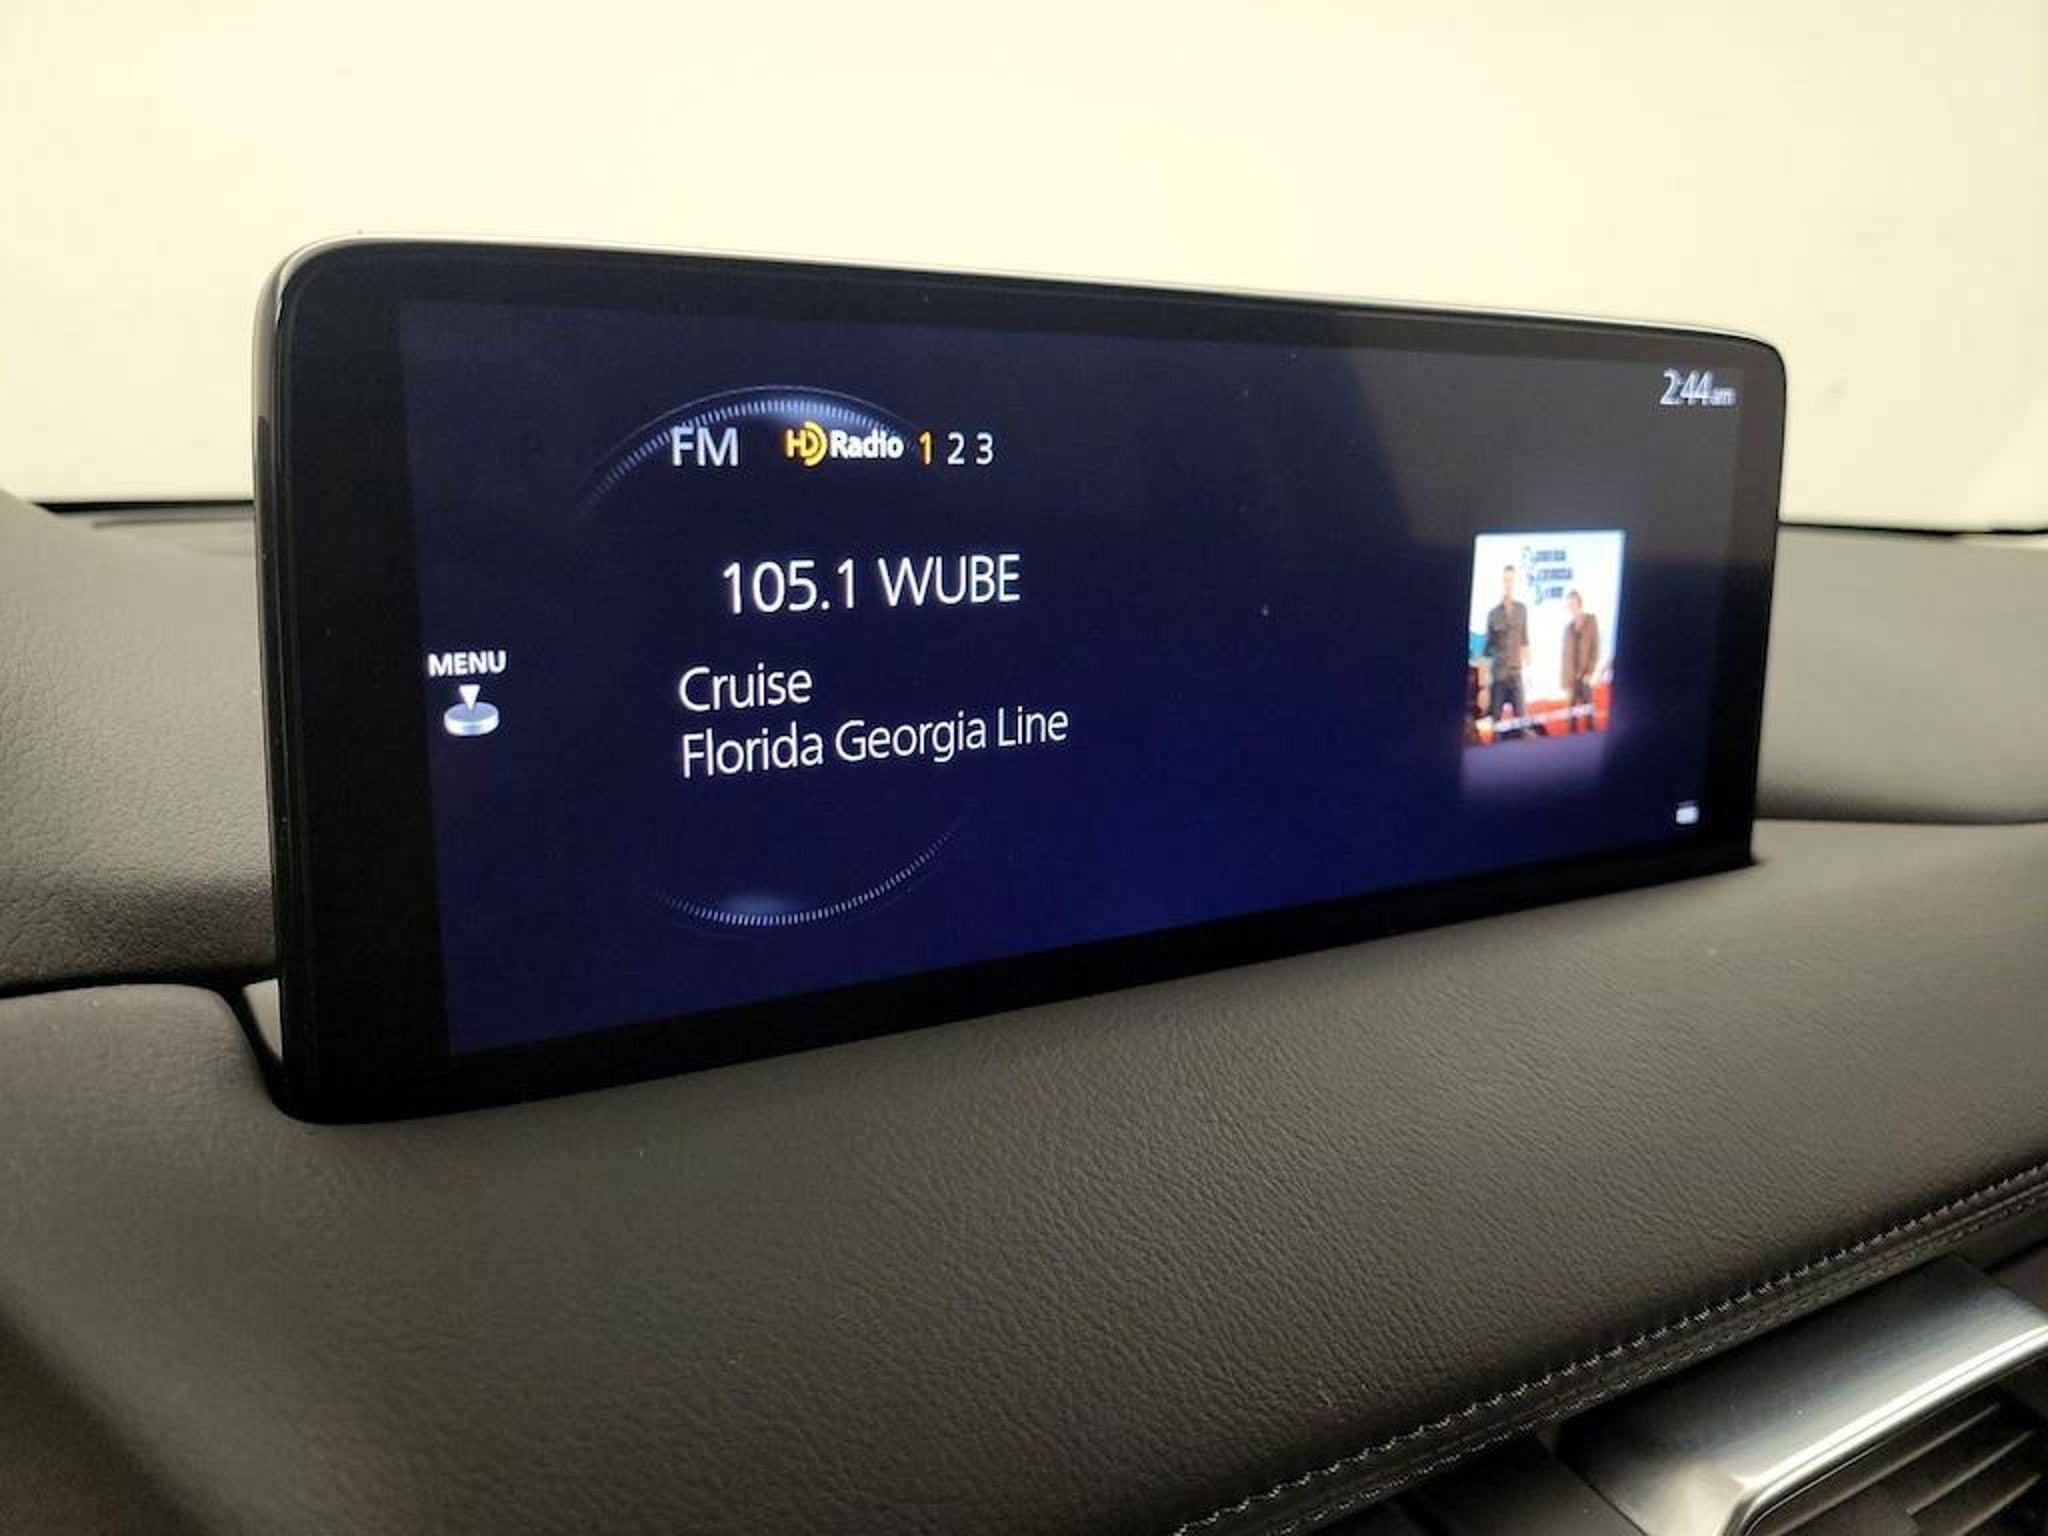 2:44am
FM HD Radio 1 2 3
105.1 WUBE
MENU
Cruise
Florida Georgia Line